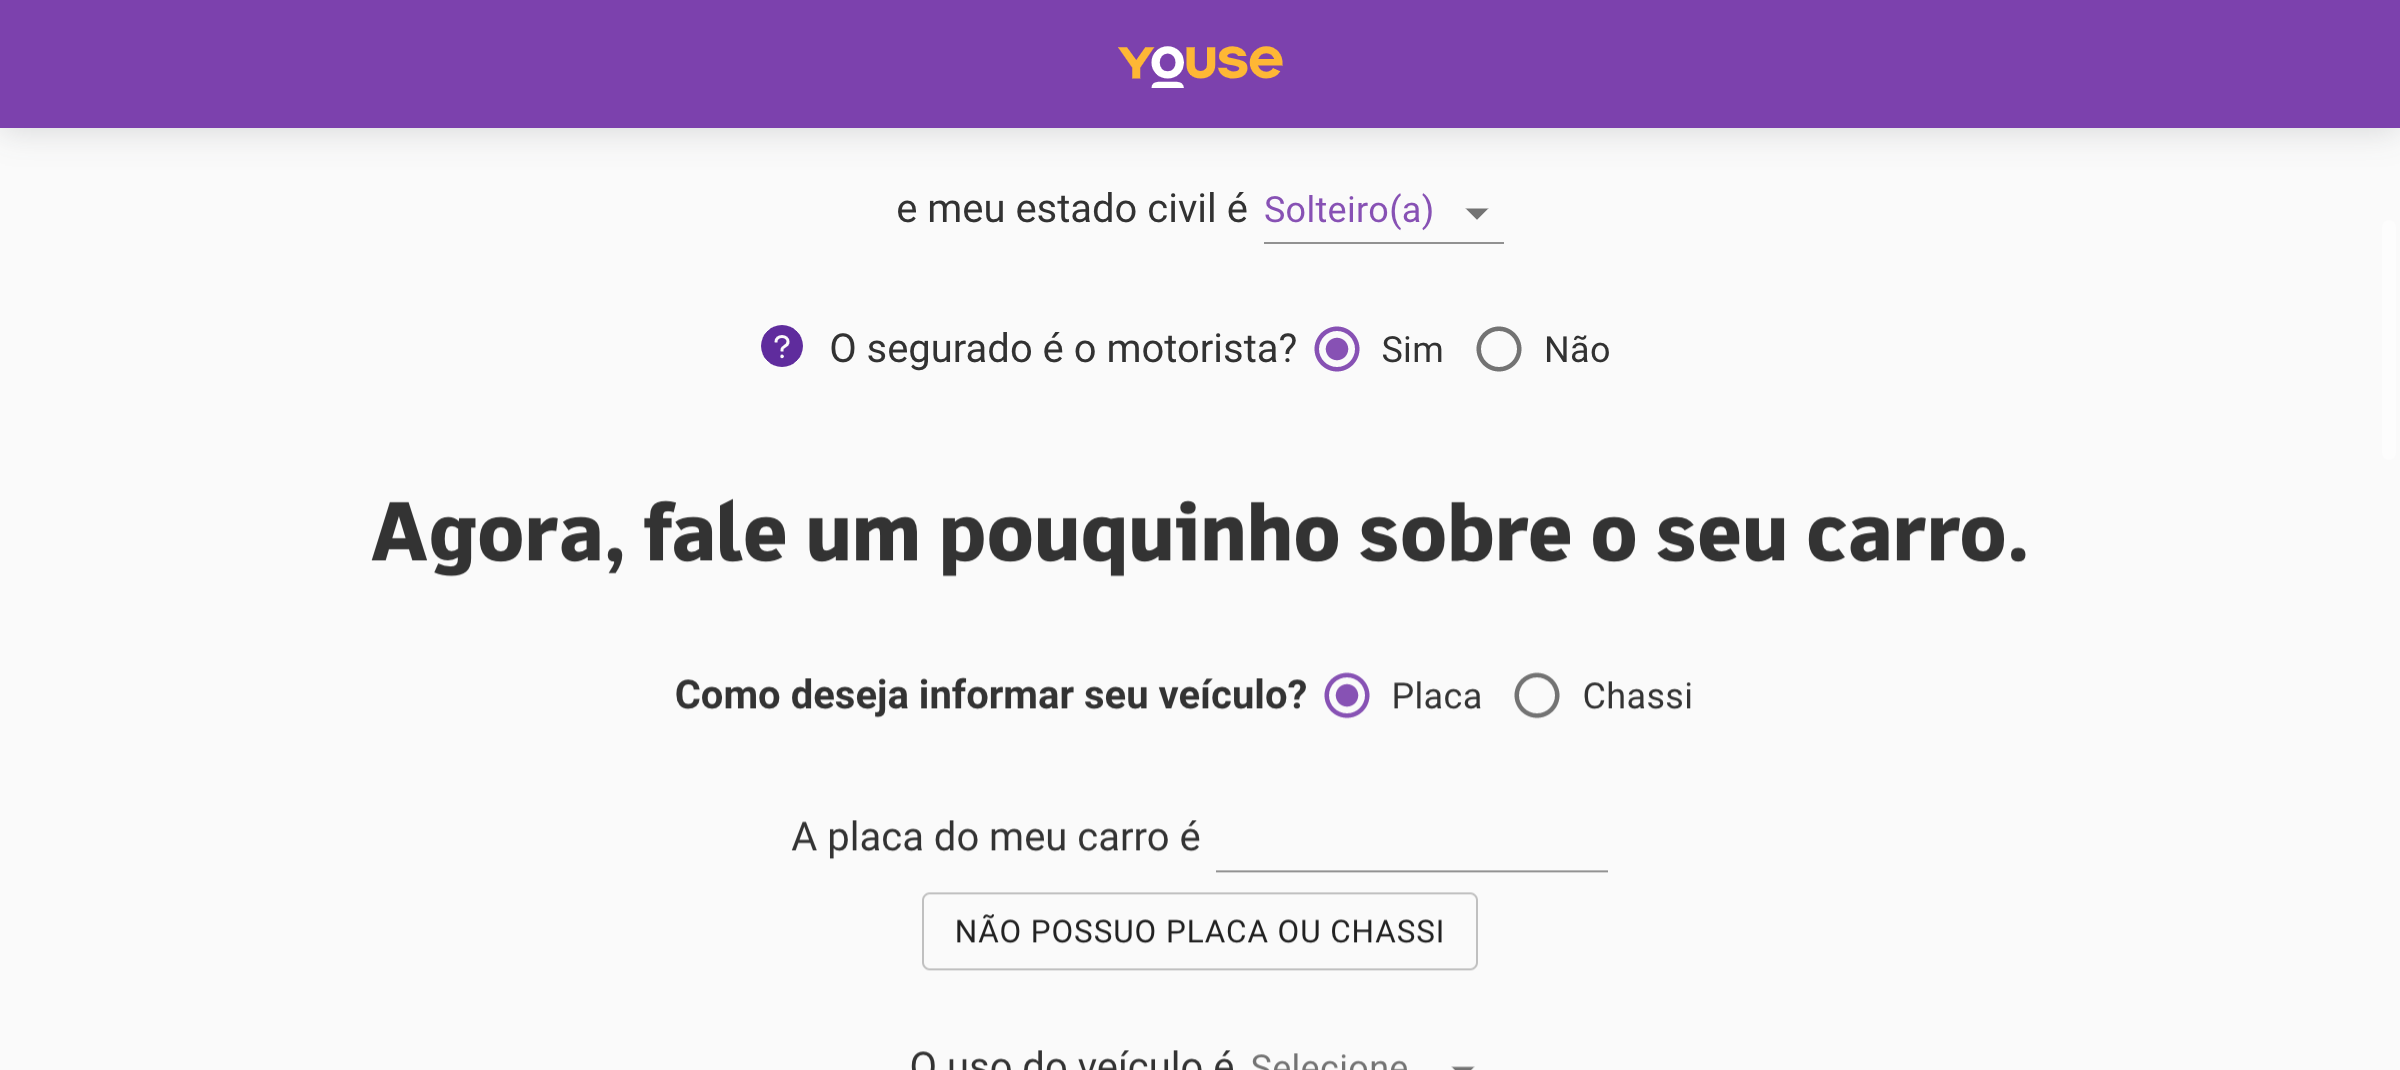 YOUSE
e meu estado civil é Solteiro(a)
? O segurado é o motorista? Sim Não
Agora, fale um pouquinho sobre o seu carro.
Como deseja informar seu veículo? Placa Chassi
A placa do meu carro é
NÃO POSSUO PLACA OU CHASSI
O uso do veículo é Selecione